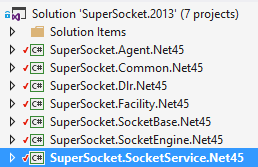 Solution 'SuperSocket.2013' (7 projects)
Solution Items
C# SuperSocket.Agent.Net45
C# SuperSocket.Common.Net45
C# SuperSocket.Dlr.Net45
C# SuperSocket.Facility.Net45
C# SuperSocket.SocketBase.Net45
C# SuperSocket.SocketEngine.Net45
C# SuperSocket.SocketService.Net45